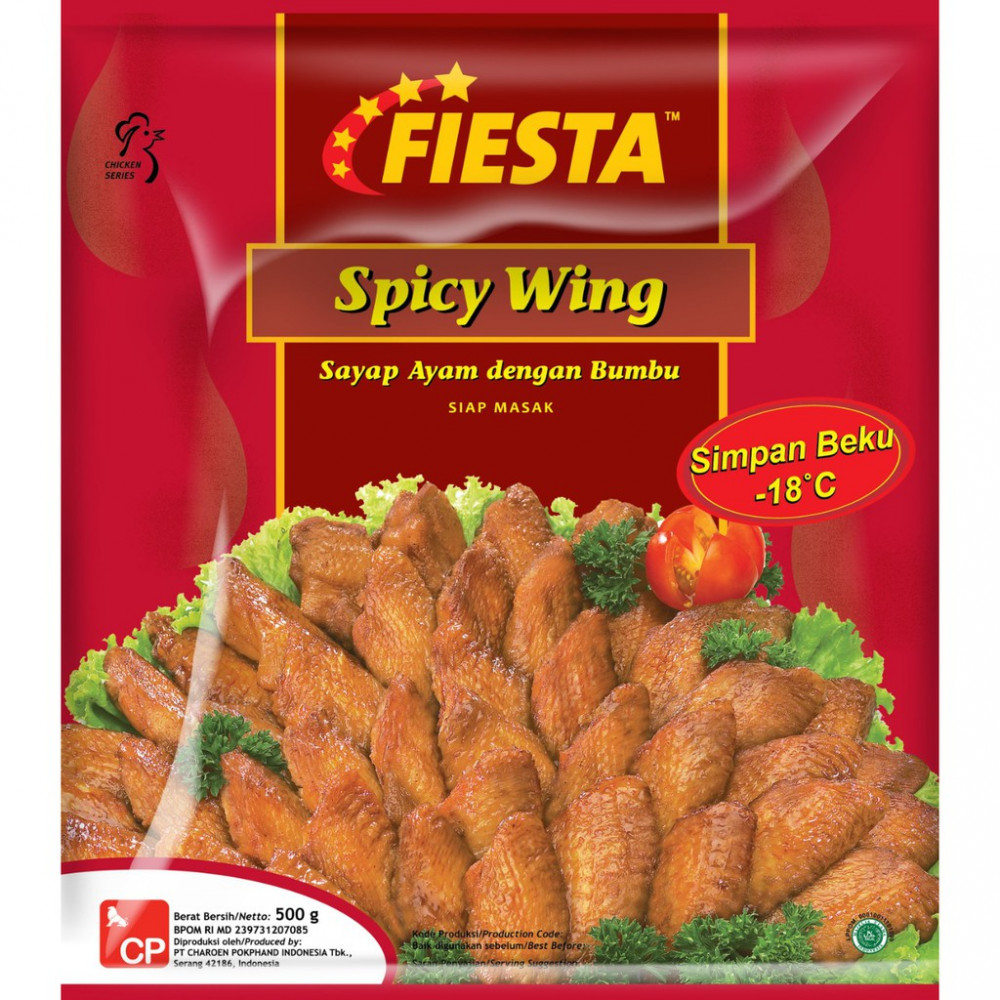 CHICKEN
SERIES
FIESTA™
Spicy Wing
Sayap Ayam dengan Bumbu
SIAP MASAK
Simpan Beku
-18°C
CP
Berat Bersih/Netto: 500 g
BPOM RI MD 239731207085
Diproduksi oleh/Produced by:
PT CHAROEN POKPHAND INDONESIA Tbk.,
Serang 42186, Indonesia
Kode Produksi/Production Code:
Baik digunakan sebelum/Best Before:
* Saran Penyajian/Serving Suggestion